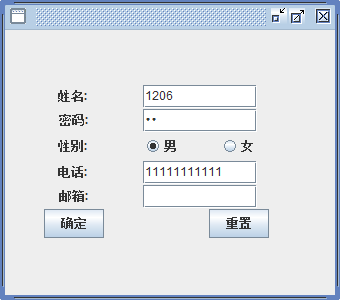 姓名: 1206
密码: ••
性别: 男 女
电话: 11111111111
邮箱:
确定 重置